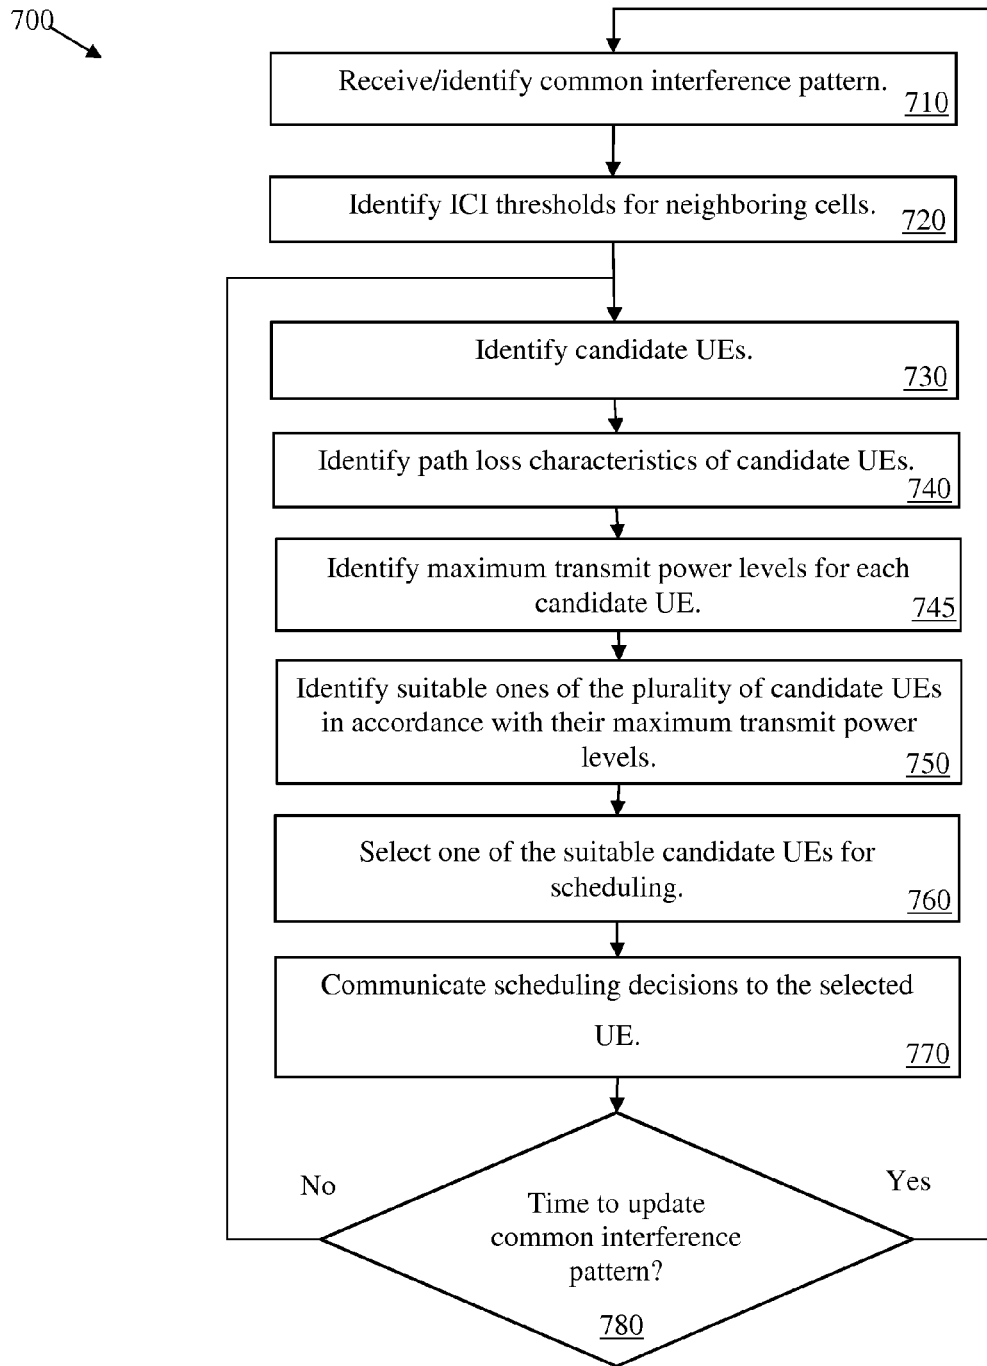 700
Receive/identify common interference pattern.
710
Identify ICI thresholds for neighboring cells.
720
Identify candidate UEs.
730
Identify path loss characteristics of candidate UEs.
740
Identify maximum transmit power levels for each
candidate UE.
745
Identify suitable ones of the plurality of candidate UEs
in accordance with their maximum transmit power
levels.
750
Select one of the suitable candidate UEs for
scheduling.
760
Communicate scheduling decisions to the selected
UE.
770
No
Yes
Time to update
common interference
pattern?
780